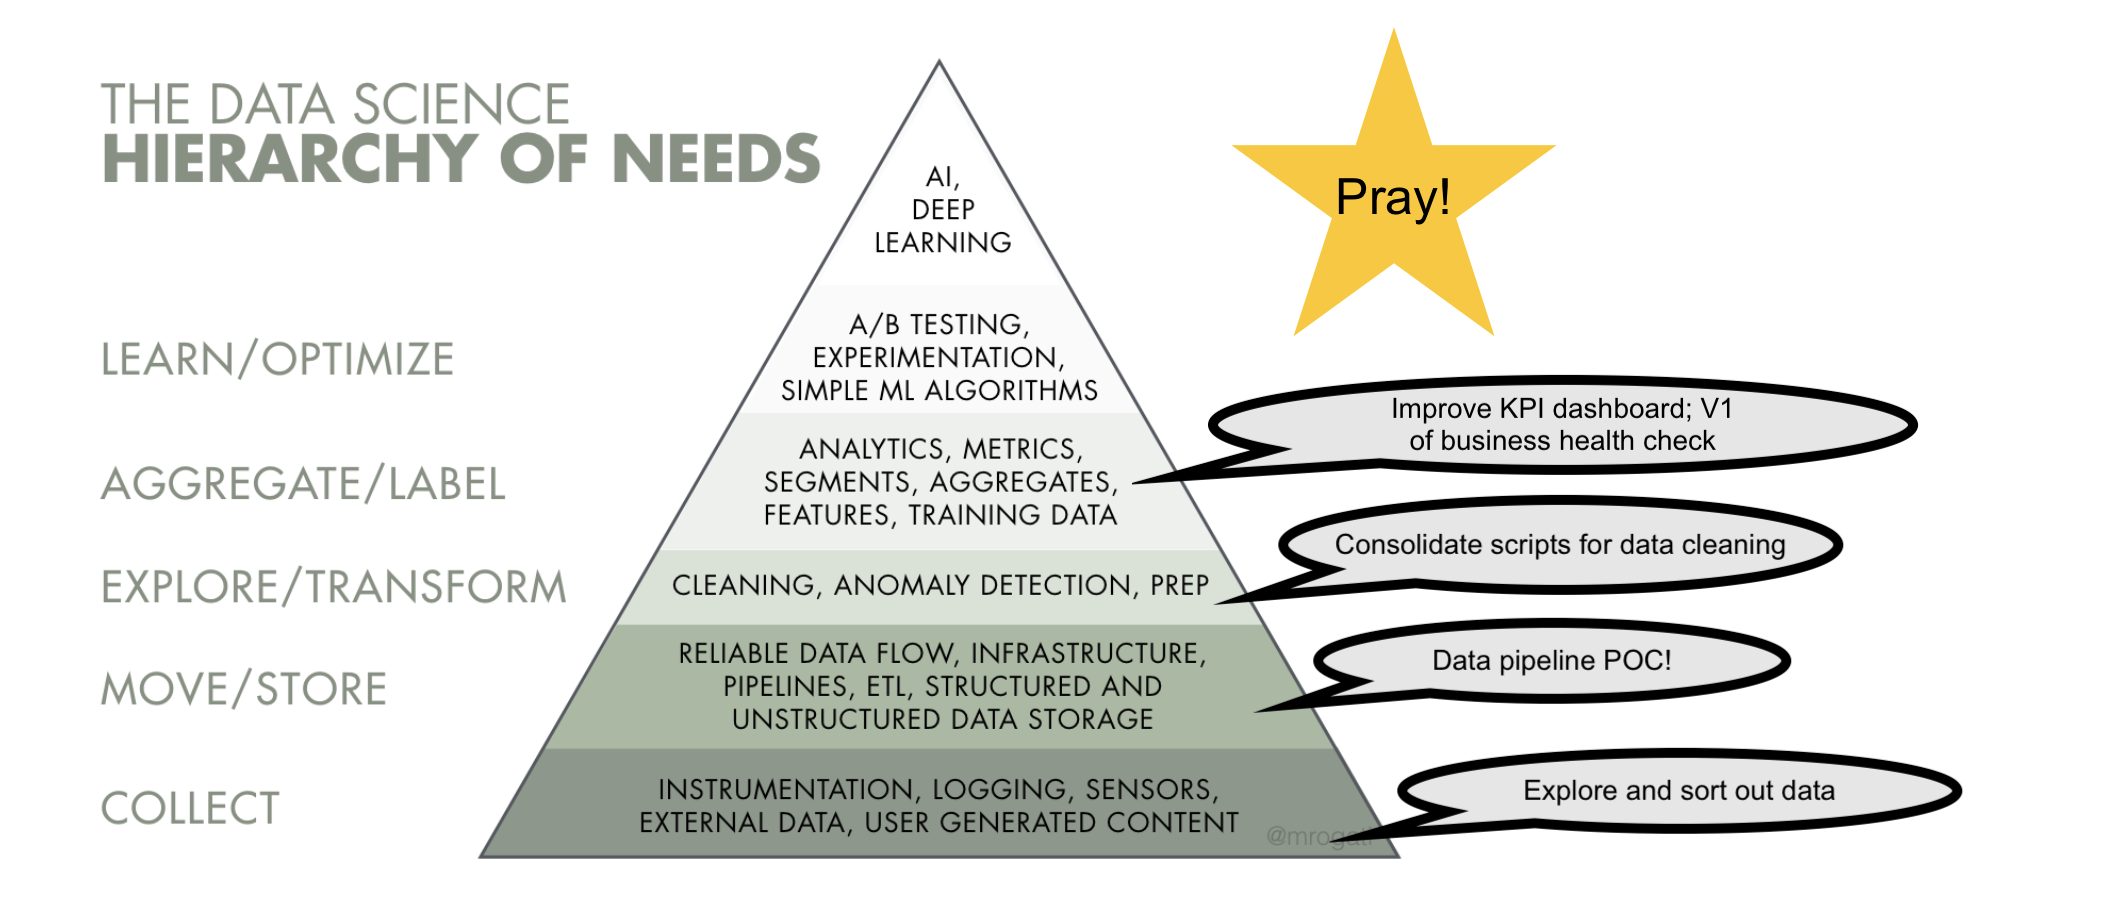 THE DATA SCIENCE
HIERARCHY OF NEEDS
AI,
DEEP
LEARNING
Pray!
LEARN/OPTIMIZE
A/B TESTING,
EXPERIMENTATION,
SIMPLE ML ALGORITHMS
AGGREGATE/LABEL
ANALYTICS, METRICS,
SEGMENTS, AGGREGATES,
FEATURES, TRAINING DATA
Improve KPI dashboard; V1
of business health check
EXPLORE/TRANSFORM
CLEANING, ANOMALY DETECTION, PREP
Consolidate scripts for data cleaning
MOVE/STORE
RELIABLE DATA FLOW, INFRASTRUCTURE,
PIPELINES, ETL, STRUCTURED AND
UNSTRUCTURED DATA STORAGE
Data pipeline POC!
COLLECT
INSTRUMENTATION, LOGGING, SENSORS,
EXTERNAL DATA, USER GENERATED CONTENT
@mrogati
Explore and sort out data